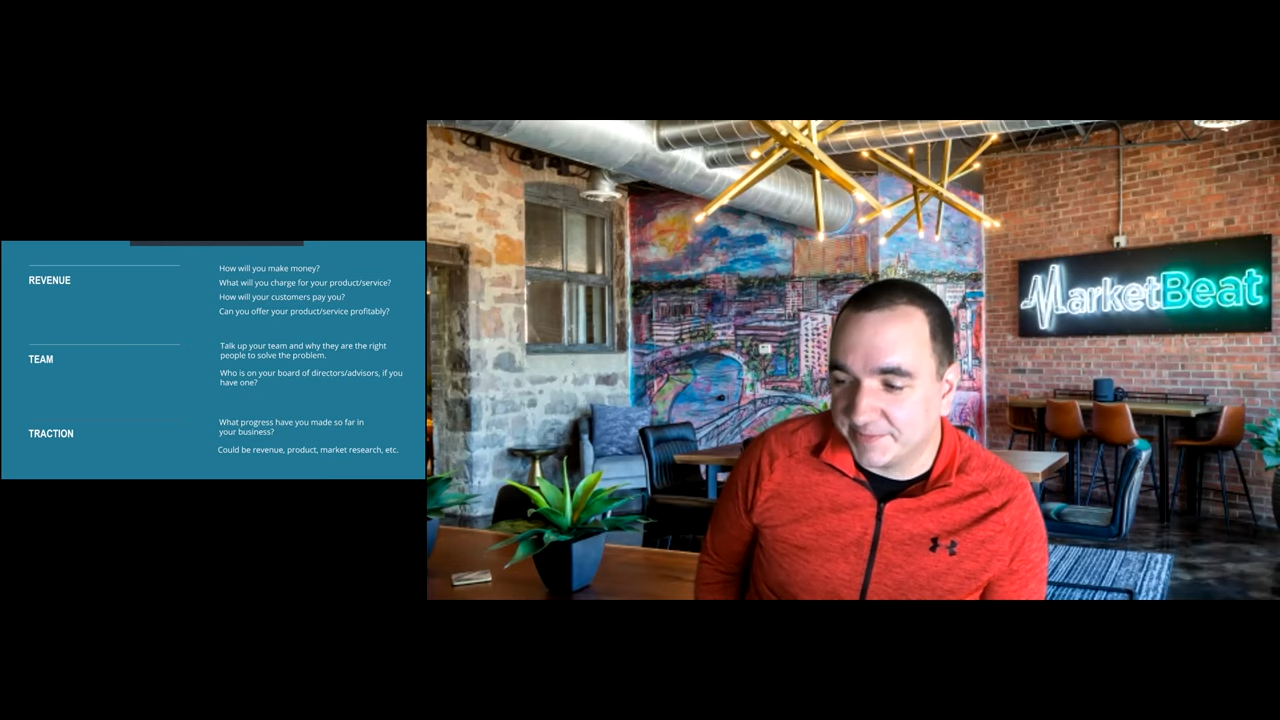 REVENUE
How will you make money?
What will you charge for your product/service?
How will your customers pay you?
Can you offer your product/service profitably?
TEAM
Talk up your team and why they are the right
people to solve the problem.
Who is on your board of directors/advisors, if you
have one?
TRACTION
What progress have you made so far in
your business?
Could be revenue, product, market research, etc.
MarketBeat